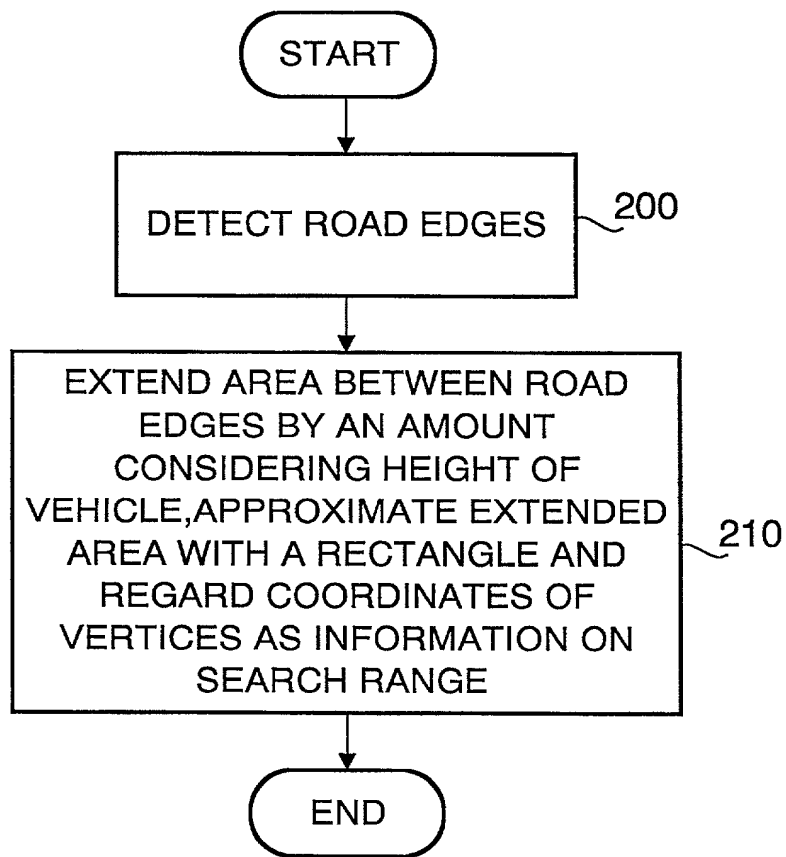 START
DETECT ROAD EDGES
200
EXTEND AREA BETWEEN ROAD
EDGES BY AN AMOUNT
CONSIDERING HEIGHT OF
VEHICLE,APPROXIMATE EXTENDED
AREA WITH A RECTANGLE AND
REGARD COORDINATES OF
VERTICES AS INFORMATION ON
SEARCH RANGE
210
END